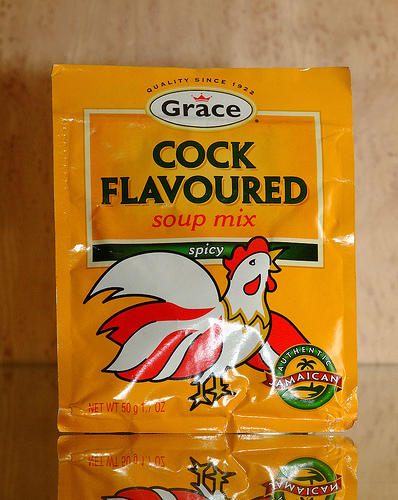 QUALITY SINCE 1922
Grace
COCK
FLAVOURED
soup mix
spicy
AUTHENTIC
JAMAICAN
NET WT 50 g 1.7 OZ